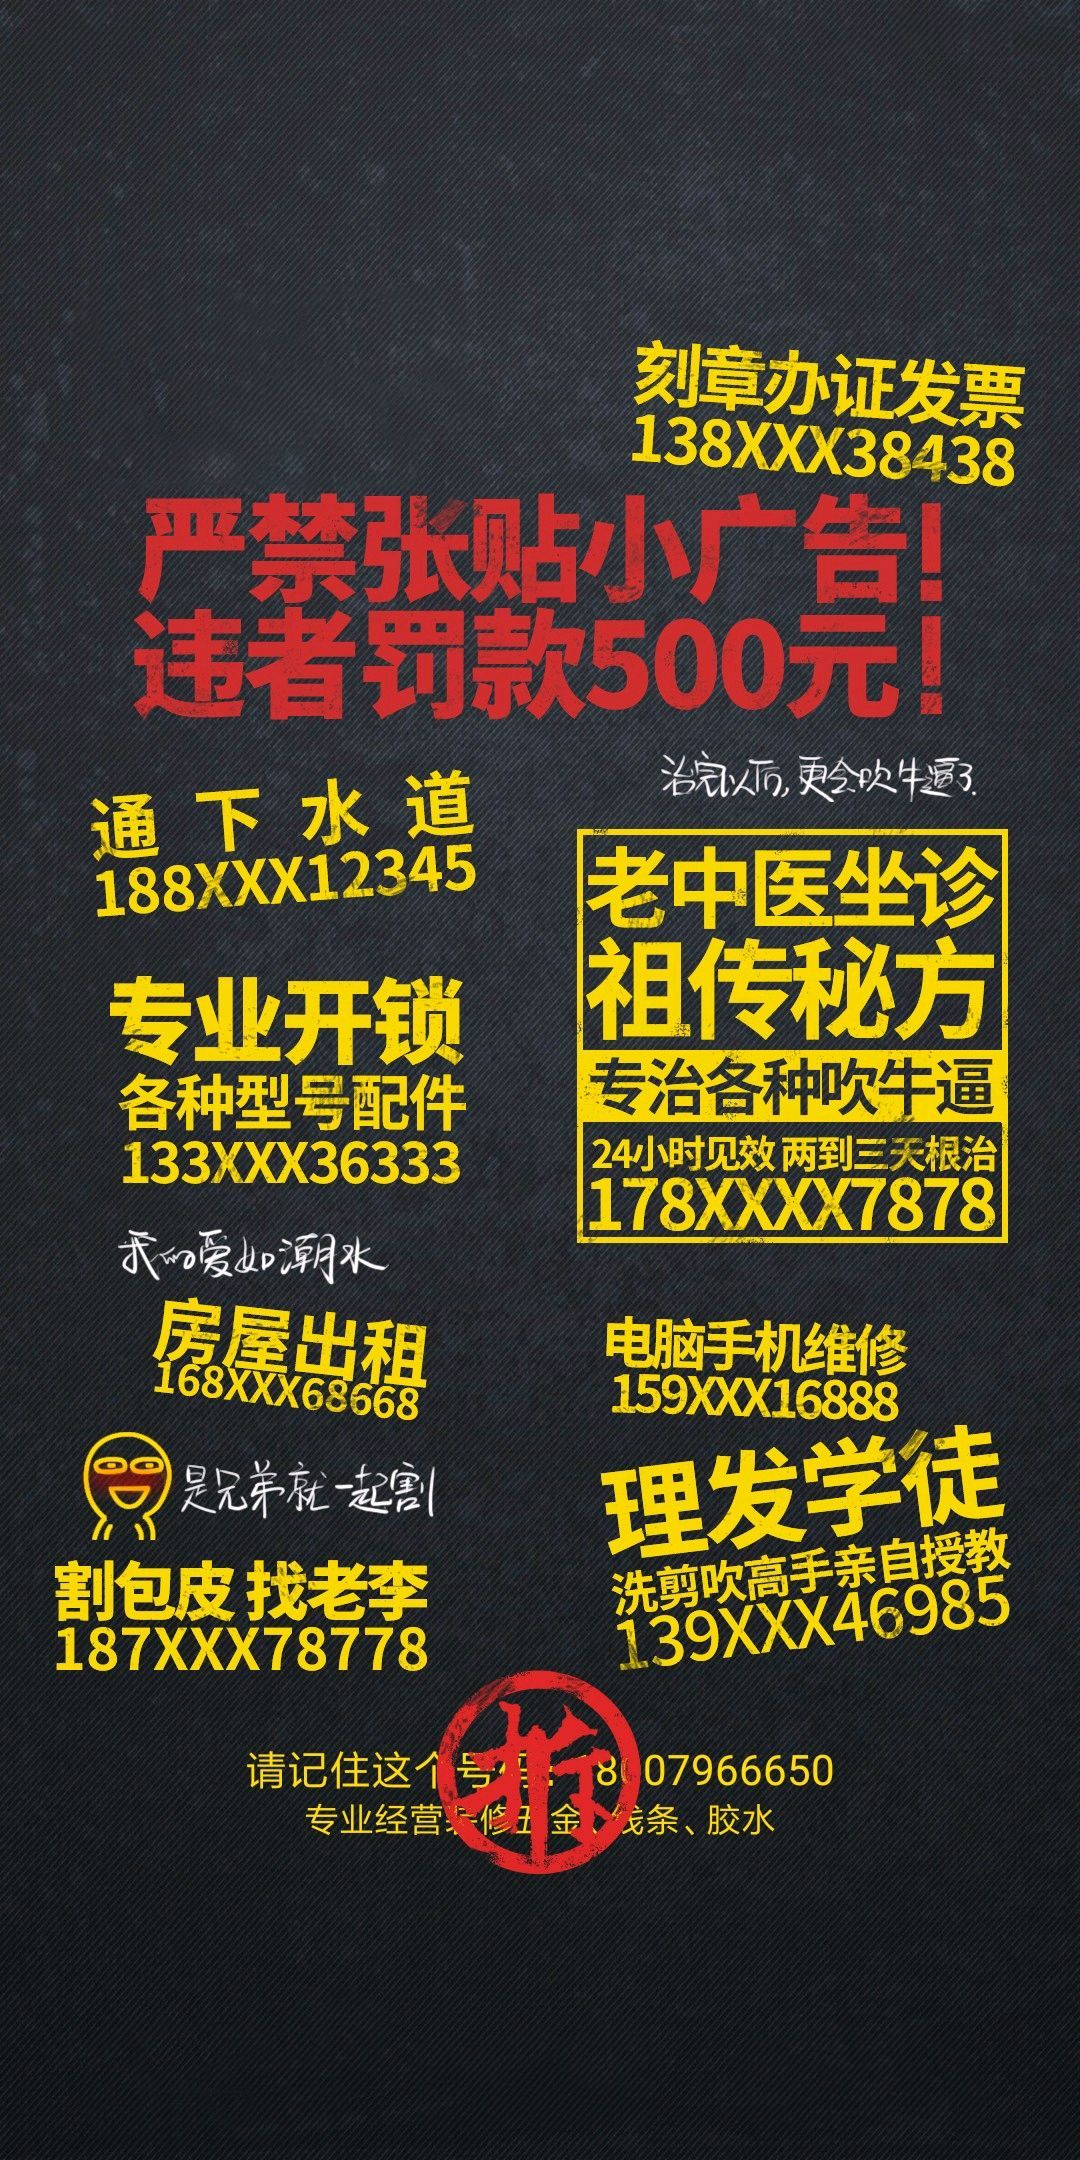 刻章办证发票
138XXX38438
严禁张贴小广告!
违者罚款500元!
通下水道
188XXX12345
治完以后,更会吹牛逼了.
老中医坐诊
祖传秘方
专治各种吹牛逼
24小时见效 两到三天根治
178XXXX7878
专业开锁
各种型号配件
133XXX36333
我的爱如潮水
房屋出租
168XXX68668
电脑手机维修
159XXX16888
是兄弟就一起割
割包皮 找老李
187XXX78778
理发学徒
洗剪吹高手亲自授教
139XXX46985
拆
请记住这个号码: 18007966650
专业经营装修五金、线条、胶水